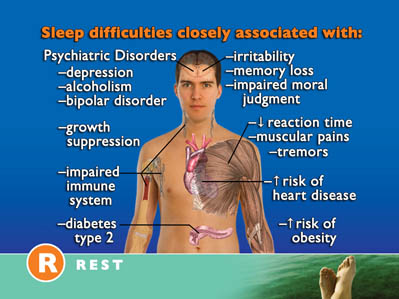 Sleep difficulties closely associated with:
Psychiatric Disorders
–depression
–alcoholism
–bipolar disorder
–growth
suppression
–impaired
immune
system
–diabetes
type 2
–irritability
–memory loss
–impaired moral
judgment
–↓ reaction time
–muscular pains
–tremors
–↑ risk of
heart disease
–↑ risk of
obesity
R REST